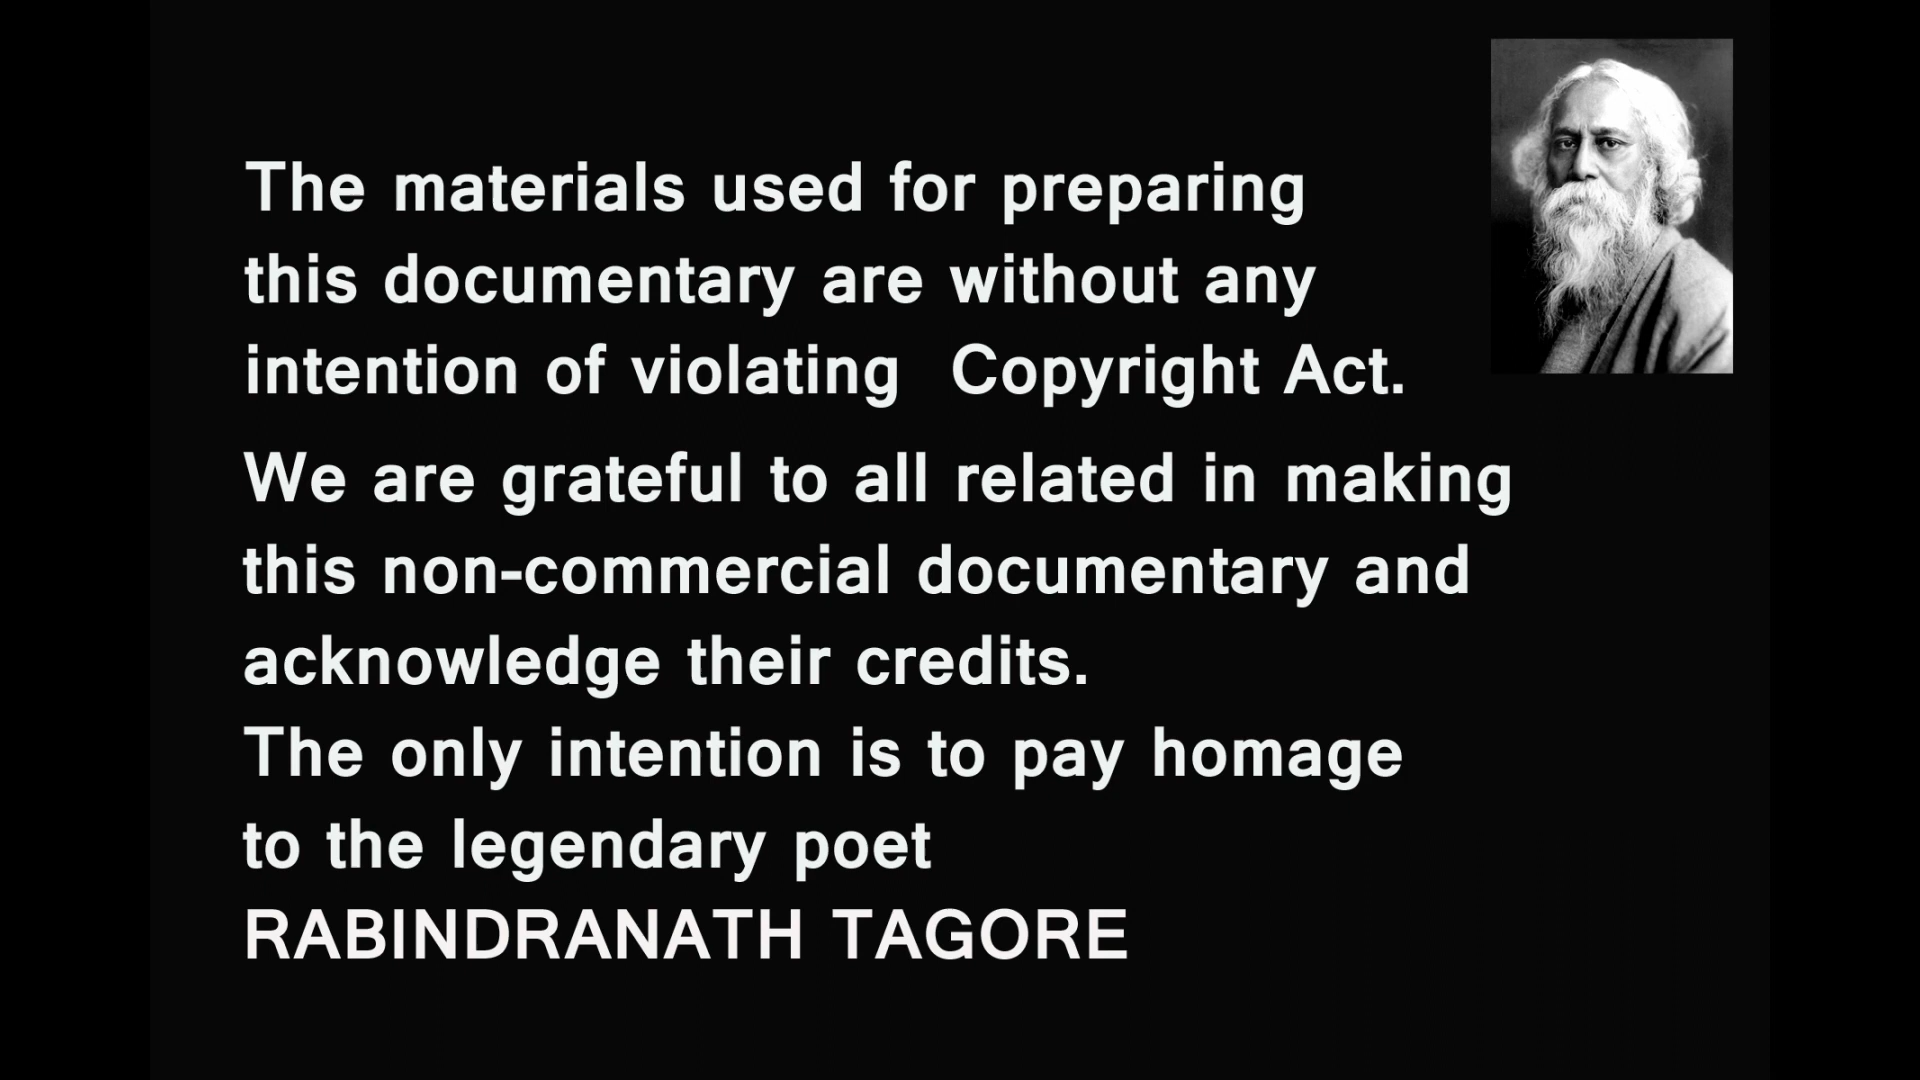 The materials used for preparing
this documentary are without any
intention of violating  Copyright Act.
We are grateful to all related in making
this non-commercial documentary and
acknowledge their credits.
The only intention is to pay homage
to the legendary poet
RABINDRANATH TAGORE